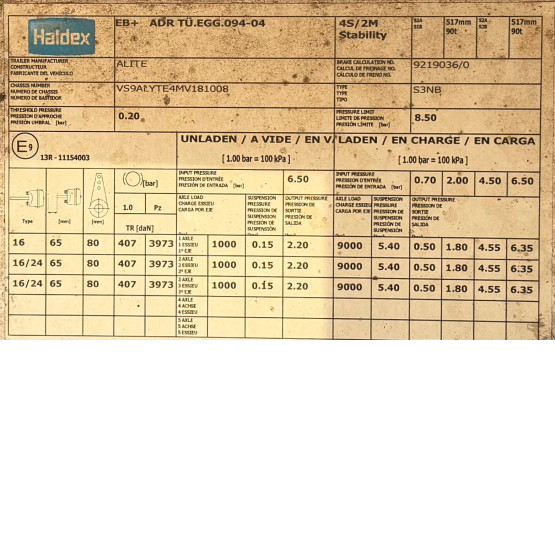 Haldex
EB+ ADR TÜ.EGG.094-04
4S/2M
Stability
S2A
S2B
517mm
90t
S3A
S3B
517mm
90t
TRAILER MANUFACTURER
CONSTRUCTEUR
FABRICANTE DEL VEHÍCULO
ALITE
BRAKE CALCULATION NO.
CALCUL DE FREINAGE NO.
CÁLCULO DE FRENO NO.
9219036/0
CHASSIS NUMBER
NUMERO DE CHASSIS
NÚMERO DE BASTIDOR
VS9ALYTE4MV181008
TYPE
TYPE
TIPO
S3NB
THRESHOLD PRESSURE
PRESSION D'APPROCHE
PRESIÓN UMBRAL [bar]
0.20
PRESSURE LIMIT
LIMITE DE PRESSION
PRESIÓN LÍMITE [bar]
8.50
E9
13R - 11154003
UNLADEN / A VIDE / EN VA
LADEN / EN CHARGE / EN CARGA
[ 1.00 bar = 100 kPa ]
[ 1.00 bar = 100 kPa ]
INPUT PRESSURE
PRESSION D'ENTRÉE
PRESIÓN DE ENTRADA [bar]
6.50
INPUT PRESSURE
PRESSION D'ENTRÉE
PRESIÓN DE ENTRADA [bar]
0.70 2.00 4.50 6.50
Type [mm] [mm]
[bar]
1.0 Pz
TR [daN]
AXLE LOAD
CHARGE ESSIEU
CARGA POR EJE
SUSPENSION
PRESSURE
PRESSION DE
SUSPENSION
PRESIÓN DE
SUSPENSIÓN
OUTPUT PRESSURE
PRESSION DE
SORTIE
PRESIÓN DE
SALIDA
AXLE LOAD
CHARGE ESSIEU
CARGA POR EJE
SUSPENSION
PRESSURE
PRESSION DE
SUSPENSION
PRESIÓN DE
SUSPENSIÓN
OUTPUT PRESSURE
PRESSION DE
SORTIE
PRESIÓN DE
SALIDA
16 65 80 407 3973 1 AXLE 1 ESSIEU 1º EJE 1000 0.15 2.20 9000 5.40 0.50 1.80 4.55 6.35
16/24 65 80 407 3973 2 AXLE 2 ESSIEU 2º EJE 1000 0.15 2.20 9000 5.40 0.50 1.80 4.55 6.35
16/24 65 80 407 3973 3 AXLE 3 ESSIEU 3º EJE 1000 0.15 2.20 9000 5.40 0.50 1.80 4.55 6.35
4 AXLE
4 ACHSE
4 ESSIEU
5 AXLE
5 ACHSE
5 ESSIEU